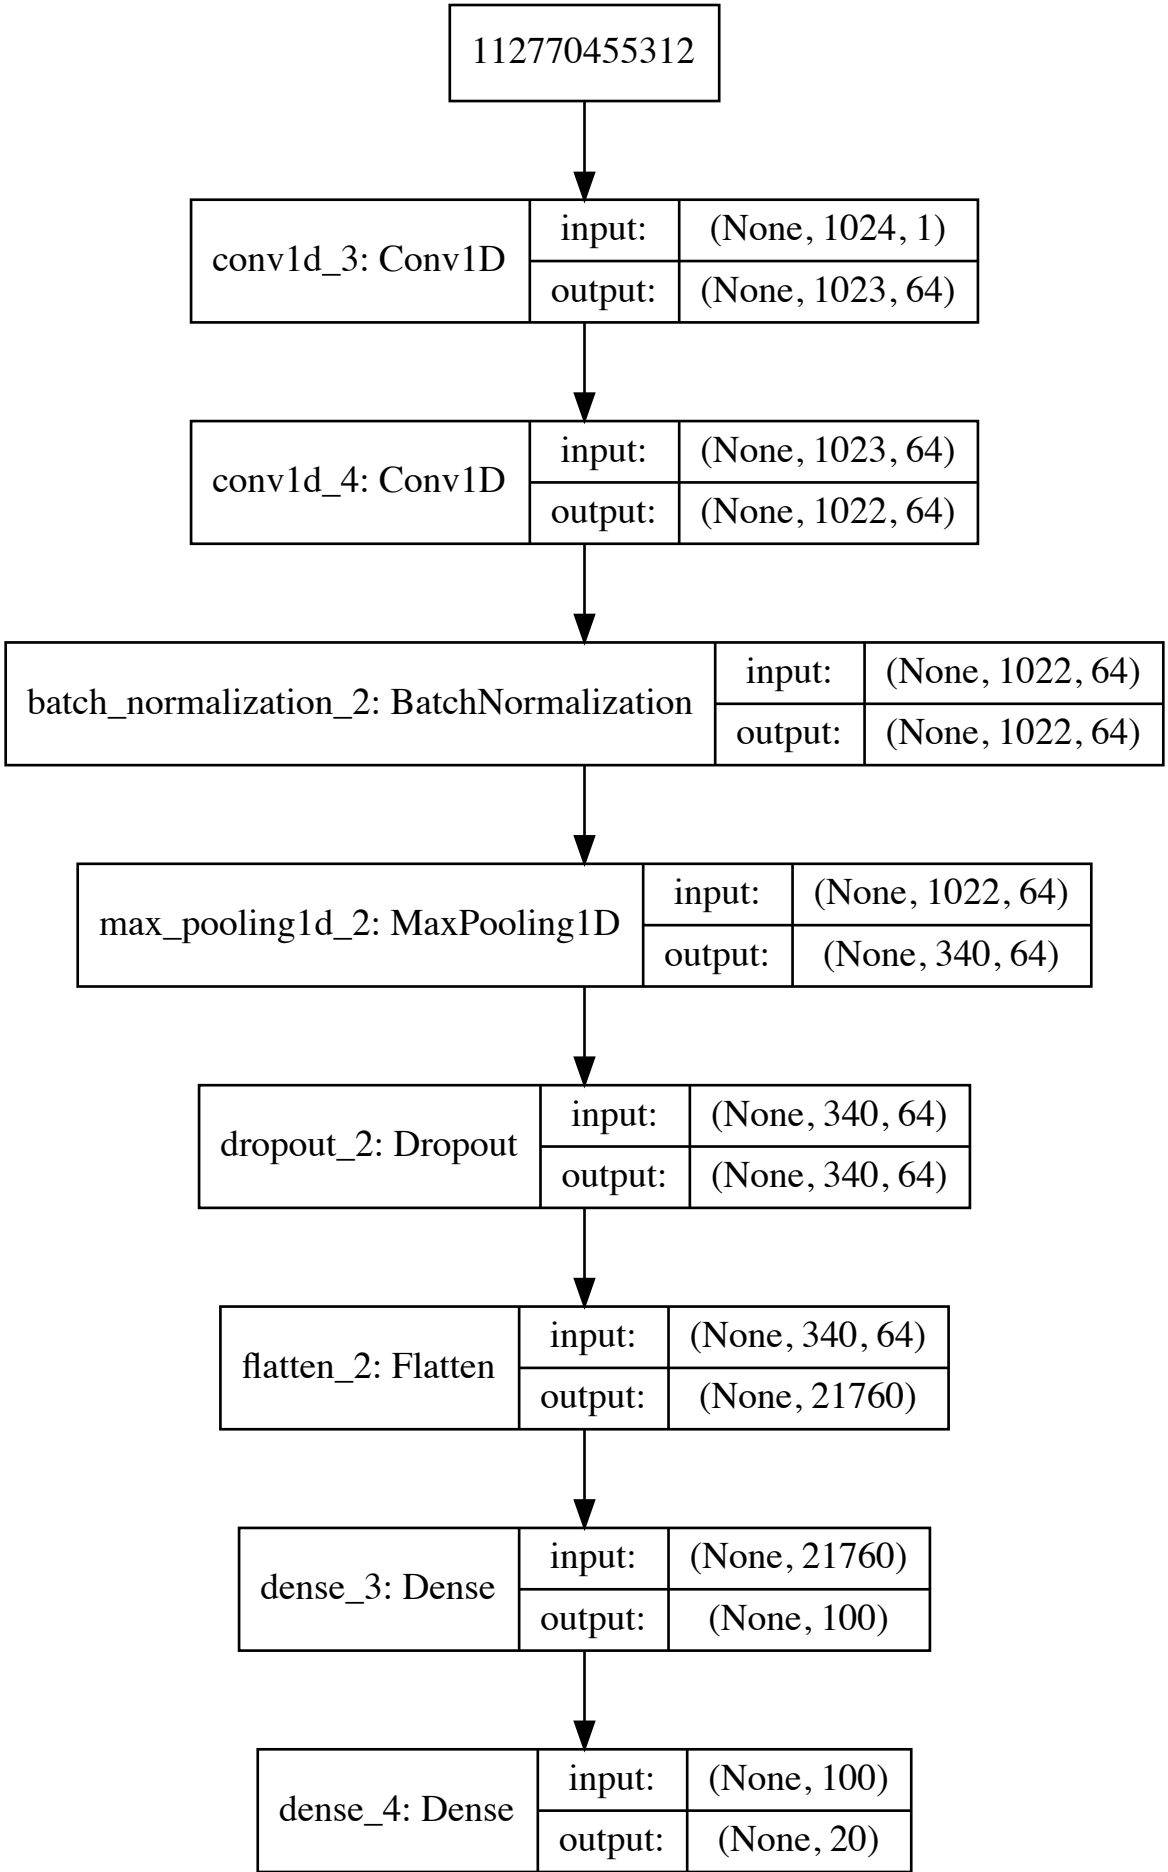 112770455312
conv1d_3: Conv1D
input:
(None, 1024, 1)
output:
(None, 1023, 64)
conv1d_4: Conv1D
input:
(None, 1023, 64)
output:
(None, 1022, 64)
batch_normalization_2: BatchNormalization
input:
(None, 1022, 64)
output:
(None, 1022, 64)
max_pooling1d_2: MaxPooling1D
input:
(None, 1022, 64)
output:
(None, 340, 64)
dropout_2: Dropout
input:
(None, 340, 64)
output:
(None, 340, 64)
flatten_2: Flatten
input:
(None, 340, 64)
output:
(None, 21760)
dense_3: Dense
input:
(None, 21760)
output:
(None, 100)
dense_4: Dense
input:
(None, 100)
output:
(None, 20)